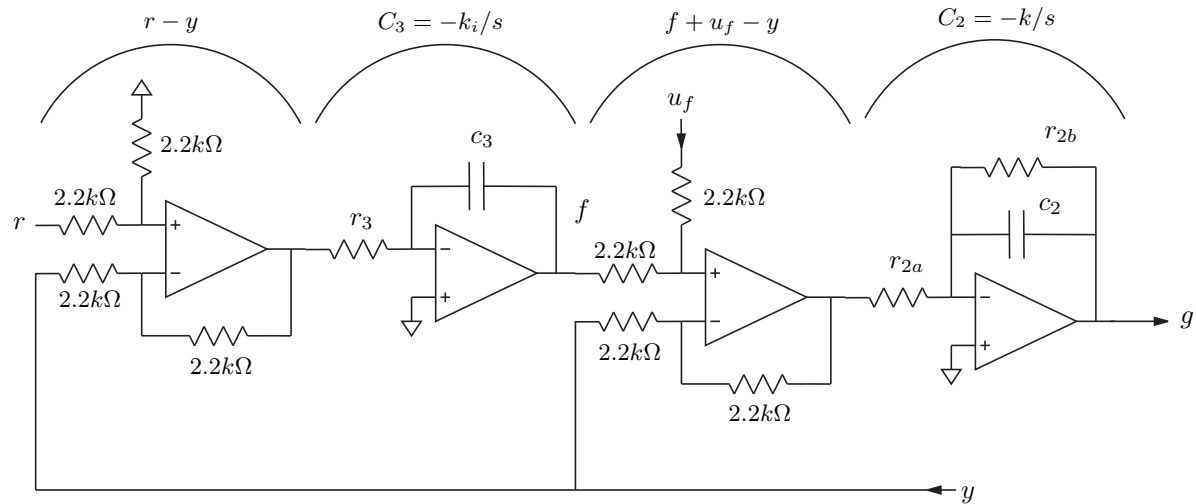 r − y
C₃ = −kᵢ/s
f + u_f − y
C₂ = −k/s
u_f
r₂b
c₃
2.2kΩ
2.2kΩ
2.2kΩ
r
+
r₃
f
c₂
−
−
2.2kΩ
+
r₂ₐ
2.2kΩ
+
−
−
g
2.2kΩ
2.2kΩ
+
2.2kΩ
y